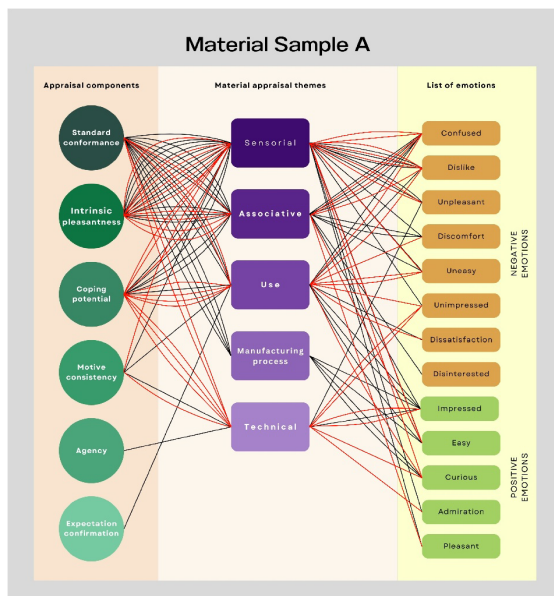 Material Sample A
Appraisal components
Material appraisal themes
List of emotions
Standard
conformance
Intrinsic
pleasantness
Coping
potential
Motive
consistency
Agency
Expectation
confirmation
Sensorial
Associative
Use
Manufacturing
process
Technical
Confused
Dislike
Unpleasant
Discomfort
Uneasy
Unimpressed
Dissatisfaction
Disinterested
Impressed
Easy
Curious
Admiration
Pleasant
NEGATIVE
EMOTIONS
POSITIVE
EMOTIONS